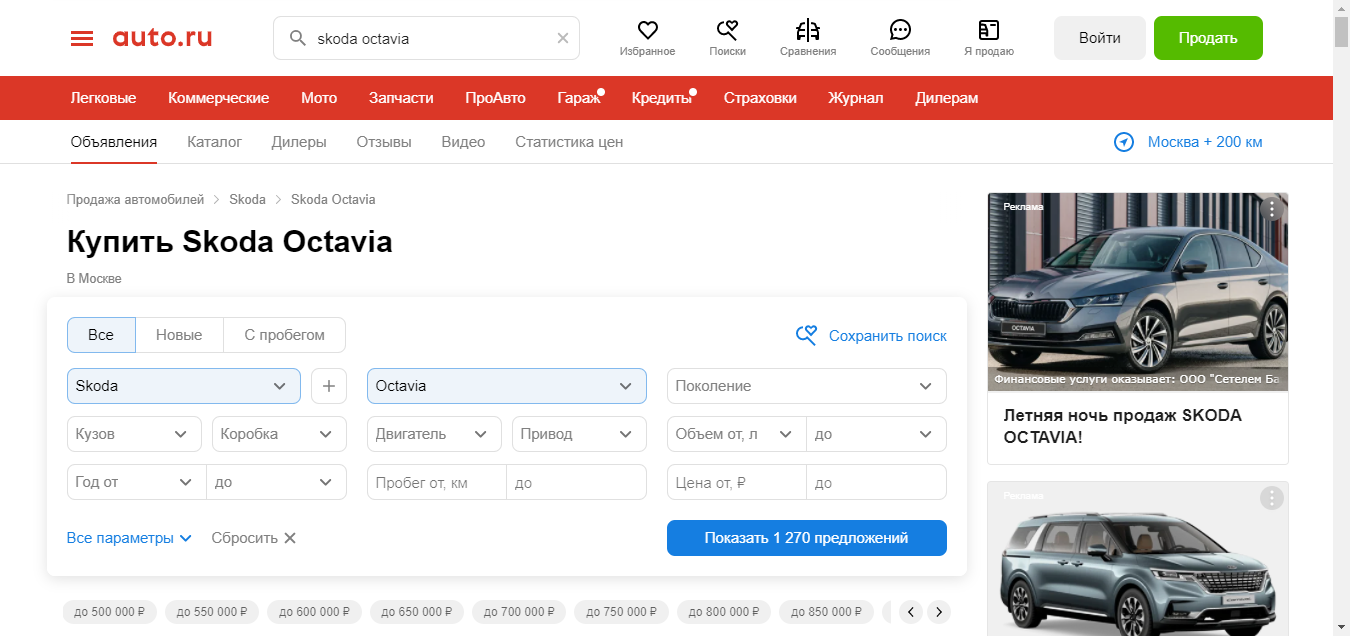 auto.ru
skoda octavia
Избранное
Поиски
Сравнения
Сообщения
Я продаю
Войти
Продать
Легковые Коммерческие Мото Запчасти ПроАвто Гараж Кредиты Страховки Журнал Дилерам
Объявления Каталог Дилеры Отзывы Видео Статистика цен
Москва + 200 км
Продажа автомобилей > Skoda > Skoda Octavia
Купить Skoda Octavia
В Москве
Все Новые С пробегом
Сохранить поиск
Skoda + Octavia Поколение
Кузов Коробка Двигатель Привод Объем от, л до
Год от до Пробег от, км до Цена от, ₽ до
Все параметры Сбросить
Показать 1 270 предложений
до 500 000 ₽ до 550 000 ₽ до 600 000 ₽ до 650 000 ₽ до 700 000 ₽ до 750 000 ₽ до 800 000 ₽ до 850 000 ₽
Реклама
OCTAVIA
Финансовые услуги оказывает: ООО "Сетелем Ба
Летняя ночь продаж SKODA
OCTAVIA!
Реклама